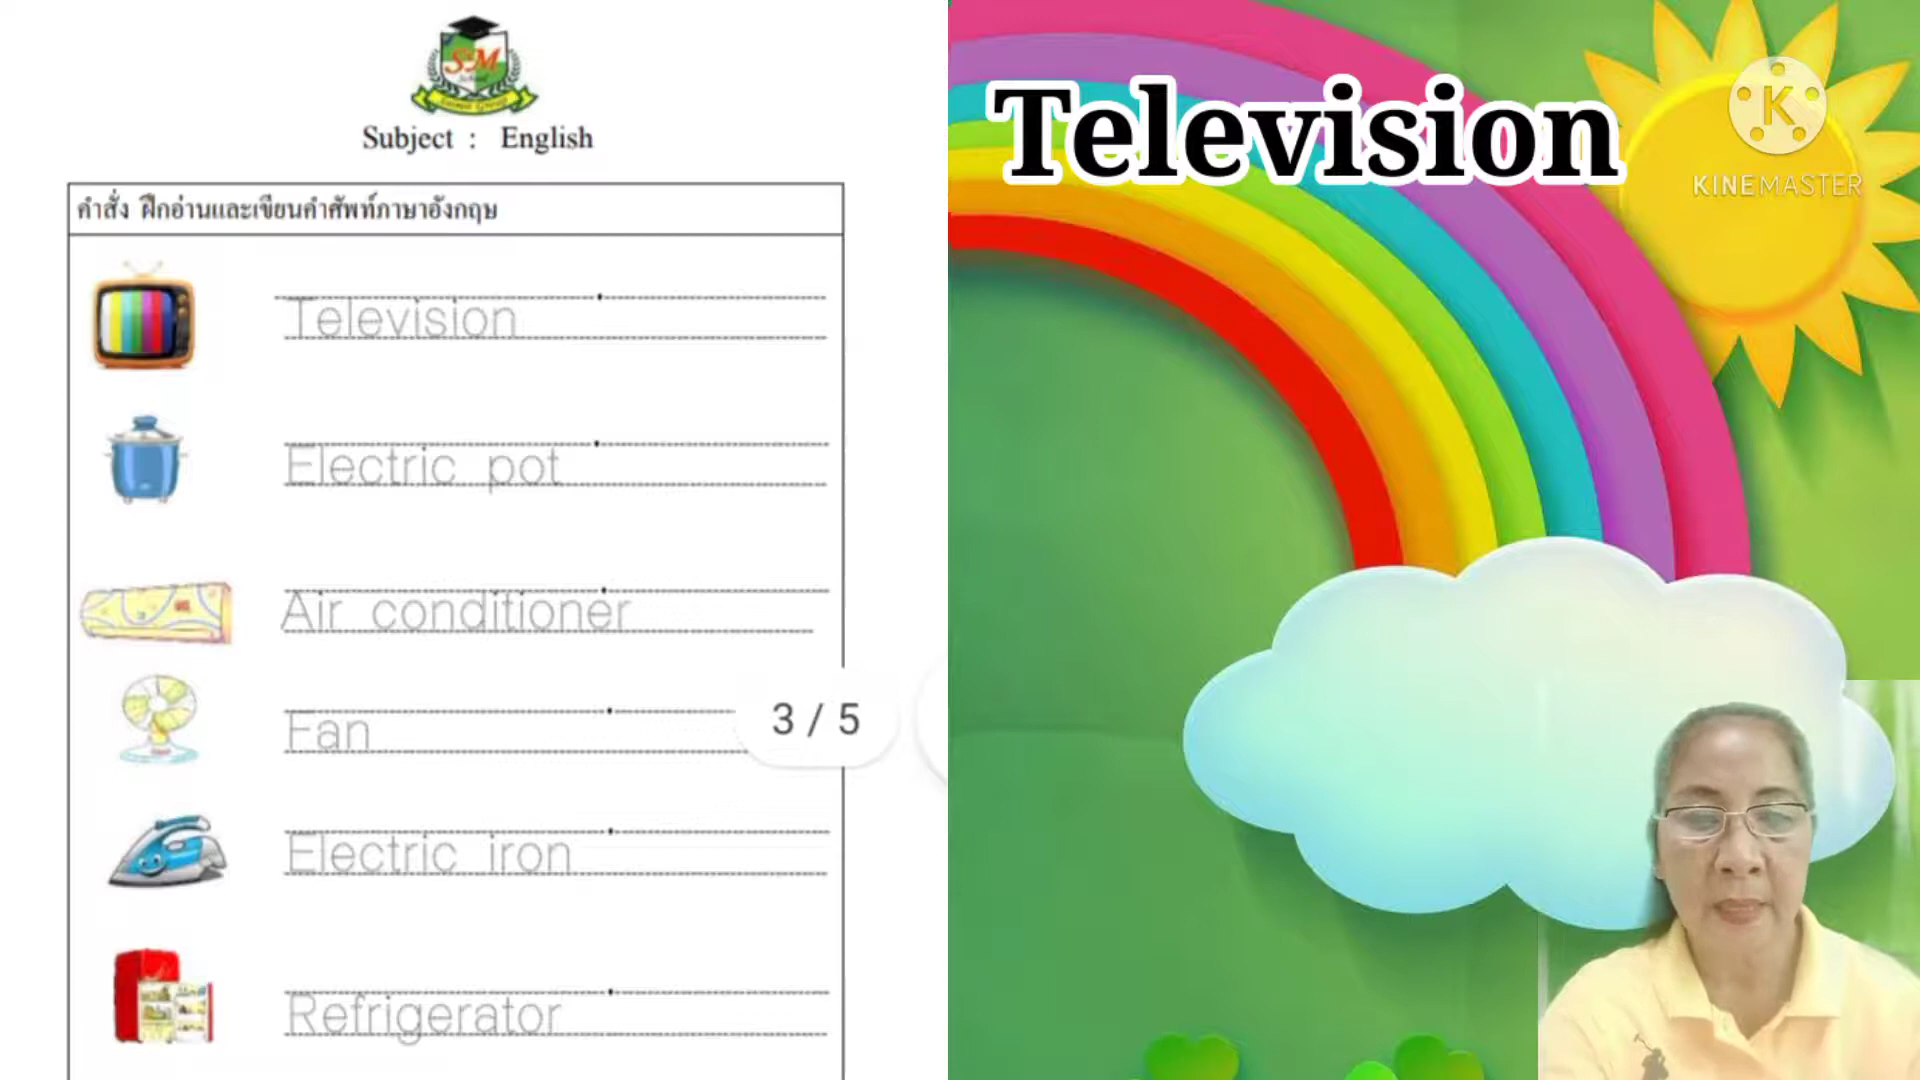 SM
School
Subject : English
คำสั่ง ฝึกอ่านและเขียนคำศัพท์ภาษาอังกฤษ
Television
Electric pot
Air conditioner
Fan
3 / 5
Electric iron
Refrigerator
Television
K
KINEMASTER